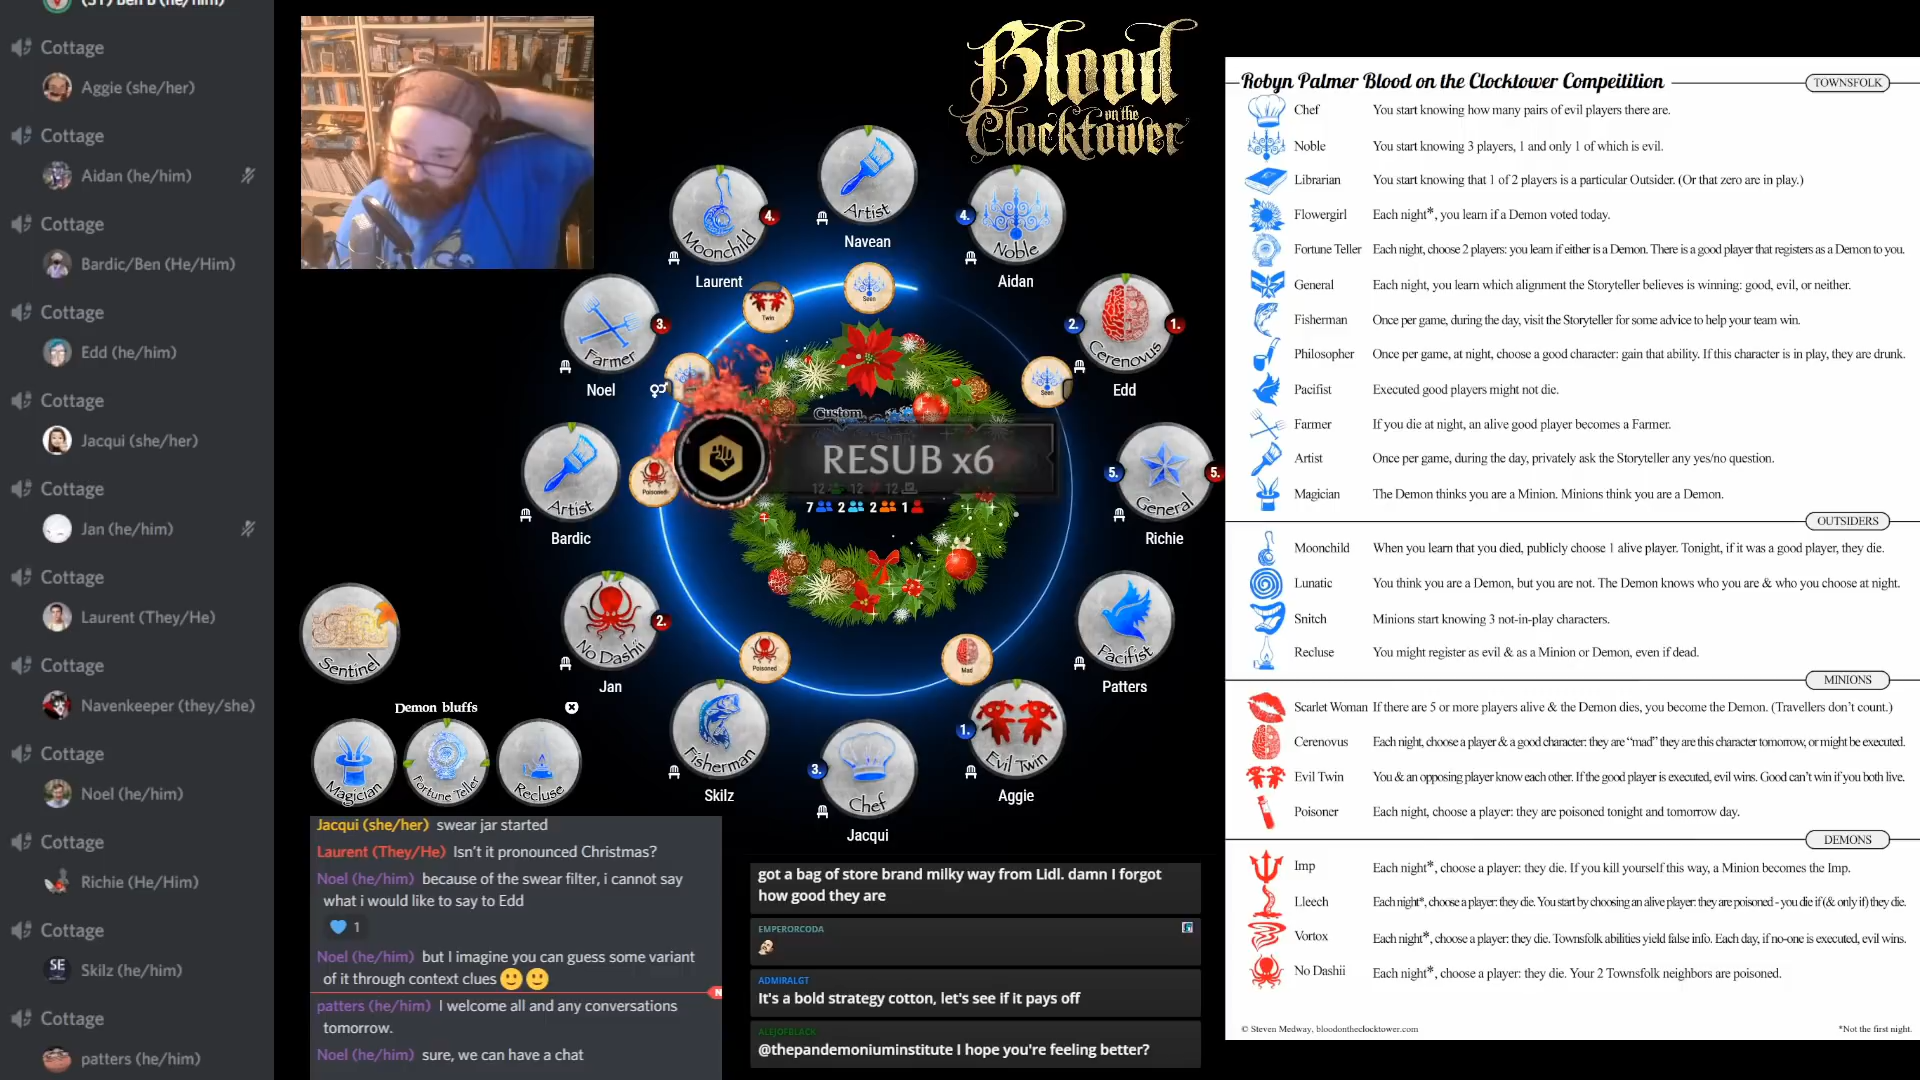 (ST) Ben B (he/him)
Cottage
Aggie (she/her)
Cottage
Aidan (he/him)
Cottage
Bardic/Ben (He/Him)
Cottage
Edd (he/him)
Cottage
Jacqui (she/her)
Cottage
Jan (he/him)
Cottage
Laurent (They/He)
Cottage
Navenkeeper (they/she)
Cottage
Noel (he/him)
Cottage
Richie (He/Him)
Cottage
SE
Skilz (he/him)
Cottage
patters (he/him)
Blood
on the
Clocktower
Artist
Navean
Moonchild
4.
Laurent
4.
Noble
Aidan
Seen
Twin
Farmer
3.
Noel
2.
Cerenovus
1.
Edd
Seen
Artist
Bardic
Poisoned
Custom
RESUB x6
12 12 12
7 2 2 1
5.
General
5.
Richie
No Dashii
2.
Jan
Pacifist
Patters
Poisoned
Mad
Fisherman
Skilz
3.
Chef
Jacqui
1.
Evil Twin
Aggie
Sentinel
Demon bluffs
Magician
Fortune Teller
Recluse
Jacqui (she/her) swear jar started
Laurent (They/He) Isn't it pronounced Christmas?
Noel (he/him) because of the swear filter, i cannot say
what i would like to say to Edd
1
Noel (he/him) but I imagine you can guess some variant
of it through context clues
patters (he/him) I welcome all and any conversations
tomorrow.
Noel (he/him) sure, we can have a chat
got a bag of store brand milky way from Lidl. damn I forgot
how good they are
EMPERORCODA
ADMIRALGT
It's a bold strategy cotton, let's see if it pays off
ALEJOFBLACK
@thepandemoniuminstitute I hope you're feeling better?
Robyn Palmer Blood on the Clocktower Compeitition
TOWNSFOLK
Chef You start knowing how many pairs of evil players there are.
Noble You start knowing 3 players, 1 and only 1 of which is evil.
Librarian You start knowing that 1 of 2 players is a particular Outsider. (Or that zero are in play.)
Flowergirl Each night*, you learn if a Demon voted today.
Fortune Teller Each night, choose 2 players: you learn if either is a Demon. There is a good player that registers as a Demon to you.
General Each night, you learn which alignment the Storyteller believes is winning: good, evil, or neither.
Fisherman Once per game, during the day, visit the Storyteller for some advice to help your team win.
Philosopher Once per game, at night, choose a good character: gain that ability. If this character is in play, they are drunk.
Pacifist Executed good players might not die.
Farmer If you die at night, an alive good player becomes a Farmer.
Artist Once per game, during the day, privately ask the Storyteller any yes/no question.
Magician The Demon thinks you are a Minion. Minions think you are a Demon.
OUTSIDERS
Moonchild When you learn that you died, publicly choose 1 alive player. Tonight, if it was a good player, they die.
Lunatic You think you are a Demon, but you are not. The Demon knows who you are & who you choose at night.
Snitch Minions start knowing 3 not-in-play characters.
Recluse You might register as evil & as a Minion or Demon, even if dead.
MINIONS
Scarlet Woman If there are 5 or more players alive & the Demon dies, you become the Demon. (Travellers don't count.)
Cerenovus Each night, choose a player & a good character: they are "mad" they are this character tomorrow, or might be executed.
Evil Twin You & an opposing player know each other. If the good player is executed, evil wins. Good can't win if you both live.
Poisoner Each night, choose a player: they are poisoned tonight and tomorrow day.
DEMONS
Imp Each night*, choose a player: they die. If you kill yourself this way, a Minion becomes the Imp.
Lleech Each night*, choose a player: they die. You start by choosing an alive player: they are poisoned - you die if (& only if) they die.
Vortox Each night*, choose a player: they die. Townsfolk abilities yield false info. Each day, if no-one is executed, evil wins.
No Dashii Each night*, choose a player: they die. Your 2 Townsfolk neighbors are poisoned.
© Steven Medway, bloodontheclocktower.com
*Not the first night.